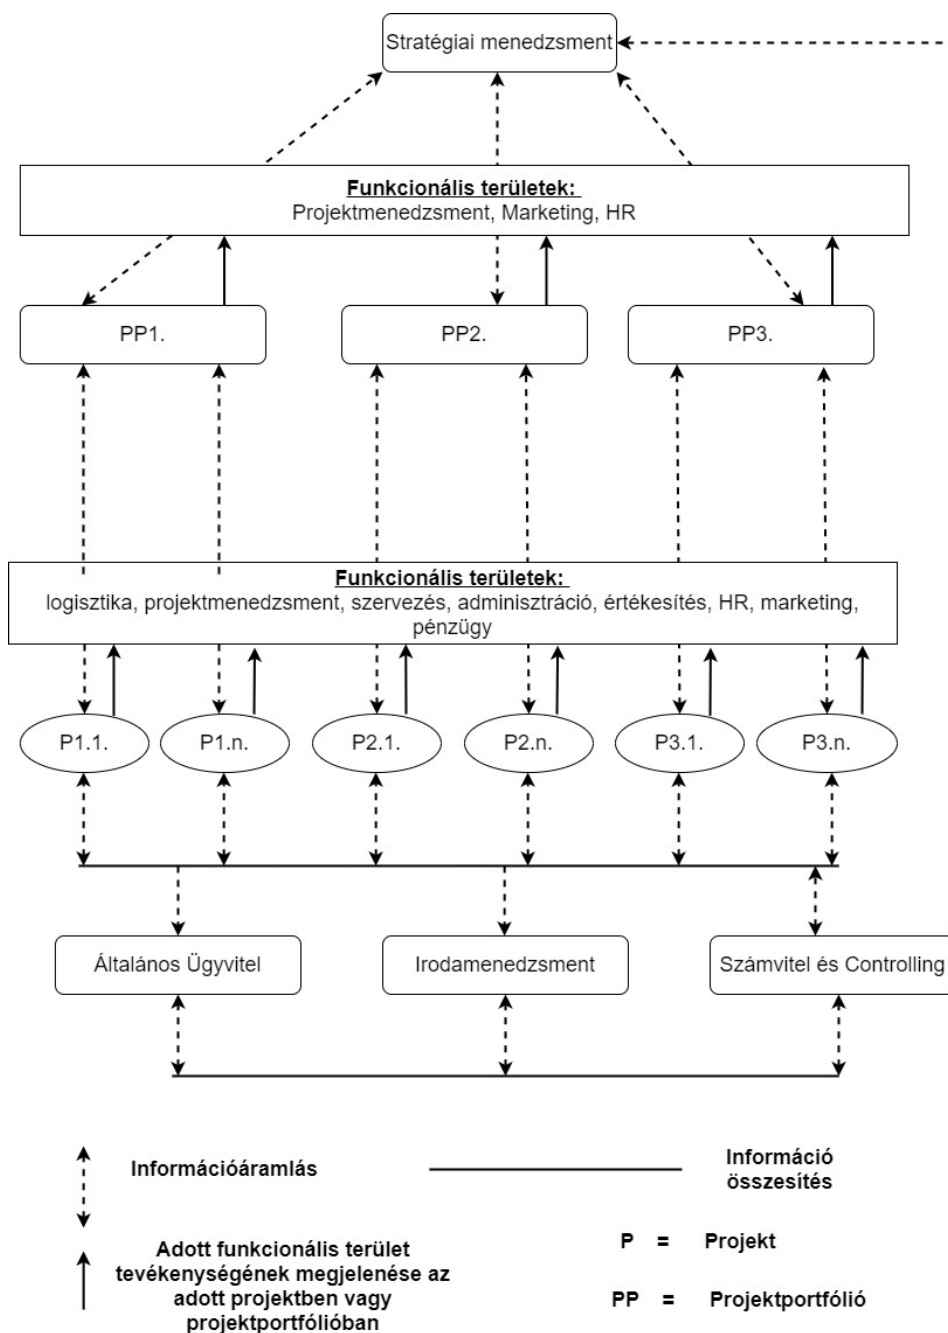 Stratégiai menedzsment
Funkcionális területek:
Projektmenedzsment, Marketing, HR
PP1.
PP2.
PP3.
Funkcionális területek:
logisztika, projektmenedzsment, szervezés, adminisztráció, értékesítés, HR, marketing,
pénzügy
P1.1.
P1.n.
P2.1.
P2.n.
P3.1.
P3.n.
Általános Ügyvitel
Irodamenedzsment
Számvitel és Controlling
Információáramlás
Információ
összesítés
Adott funkcionális terület
tevékenységének megjelenése az
adott projektben vagy
projektportfólióban
P = Projekt
PP = Projektportfólió